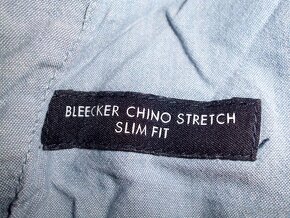 BLEECKER CHINO STRETCH
SLIM FIT